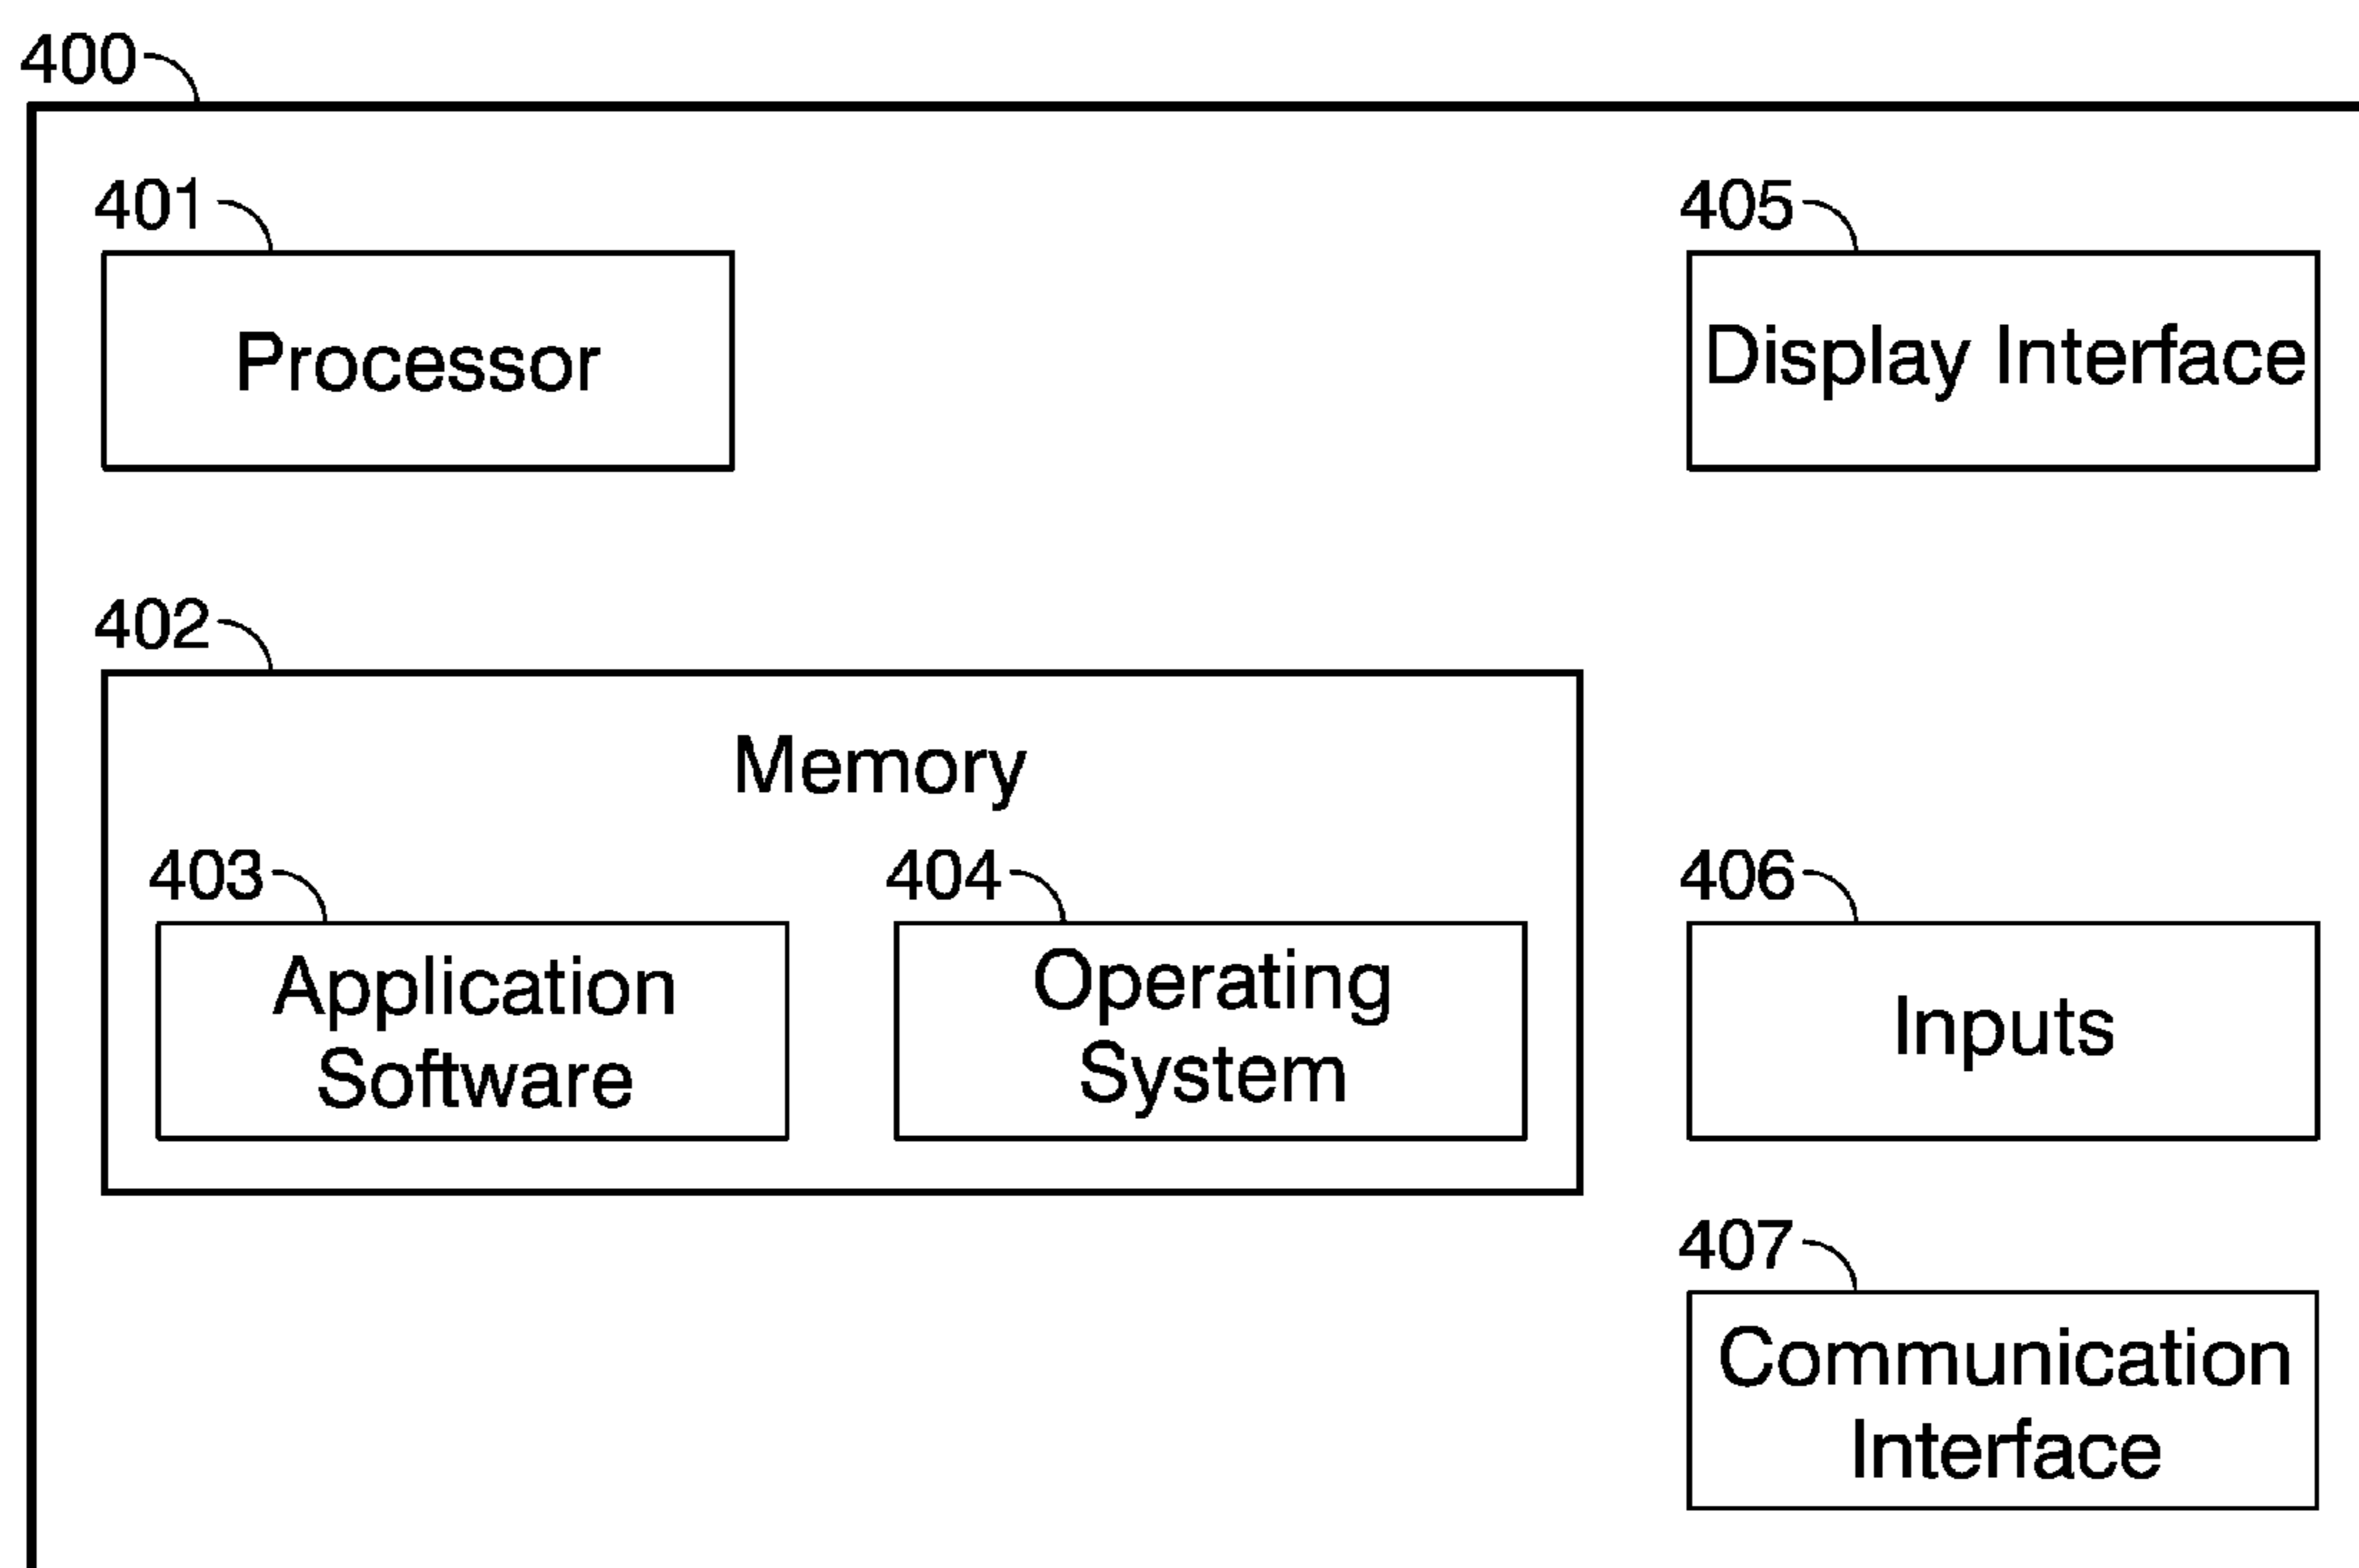 400
401
Processor
405
Display Interface
402
Memory
403
Application
Software
404
Operating
System
406
Inputs
407
Communication
Interface